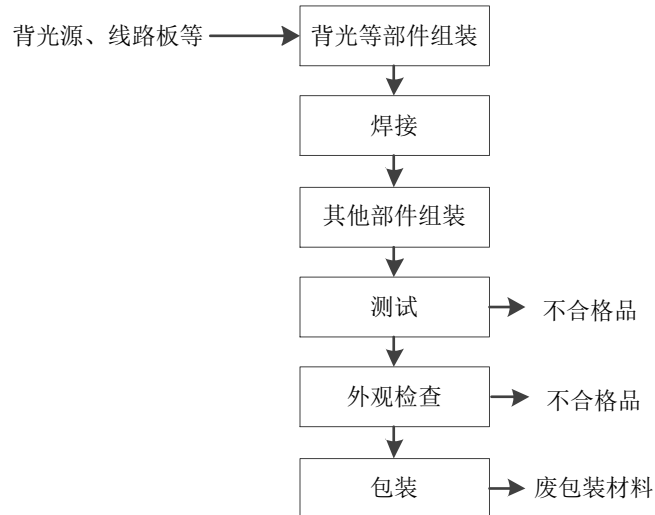 背光源、线路板等
背光等部件组装
焊接
其他部件组装
测试
不合格品
外观检查
不合格品
包装
废包装材料